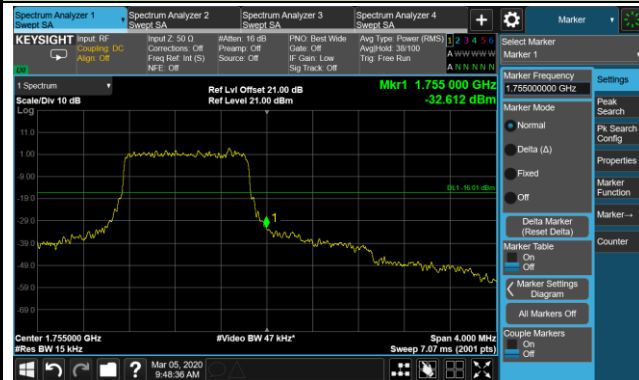 Spectrum Analyzer 1
Swept SA
Spectrum Analyzer 2
Swept SA
Spectrum Analyzer 3
Swept SA
Spectrum Analyzer 4
Swept SA
+
Marker
KEYSIGHT
Input: RF
Coupling: DC
Align: Off
Input Z: 50 Ω
Corrections: Off
Freq Ref: Int (S)
NFE: Off
#Atten: 16 dB
Preamp: Off
Source: Off
PNO: Best Wide
Gate: Off
IF Gain: Low
Sig Track: Off
Avg Type: Power (RMS)
Avg|Hold: 38/100
Trig: Free Run
1 2 3 4 5 6
A W W W W W
A N N N N N
Select Marker
Marker 1
1 Spectrum
Scale/Div 10 dB
Log
Ref Lvl Offset 21.00 dB
Ref Level 21.00 dBm
Mkr1 1.755 000 GHz
-32.612 dBm
11.0
1.00
-9.00
-19.0
-29.0
-39.0
-49.0
-59.0
-69.0
DL1 -16.01 dBm
1
Center 1.755000 GHz
#Res BW 15 kHz
#Video BW 47 kHz*
Span 4.000 MHz
Sweep 7.07 ms (2001 pts)
Marker Frequency
1.755000000 GHz
Marker Mode
Normal
Delta (Δ)
Fixed
Off
Delta Marker
(Reset Delta)
Marker Table
On
Off
Marker Settings
Diagram
All Markers Off
Couple Markers
On
Off
Settings
Peak
Search
Pk Search
Config
Properties
Marker
Function
Marker→
Counter
?
Mar 05, 2020
9:48:36 AM